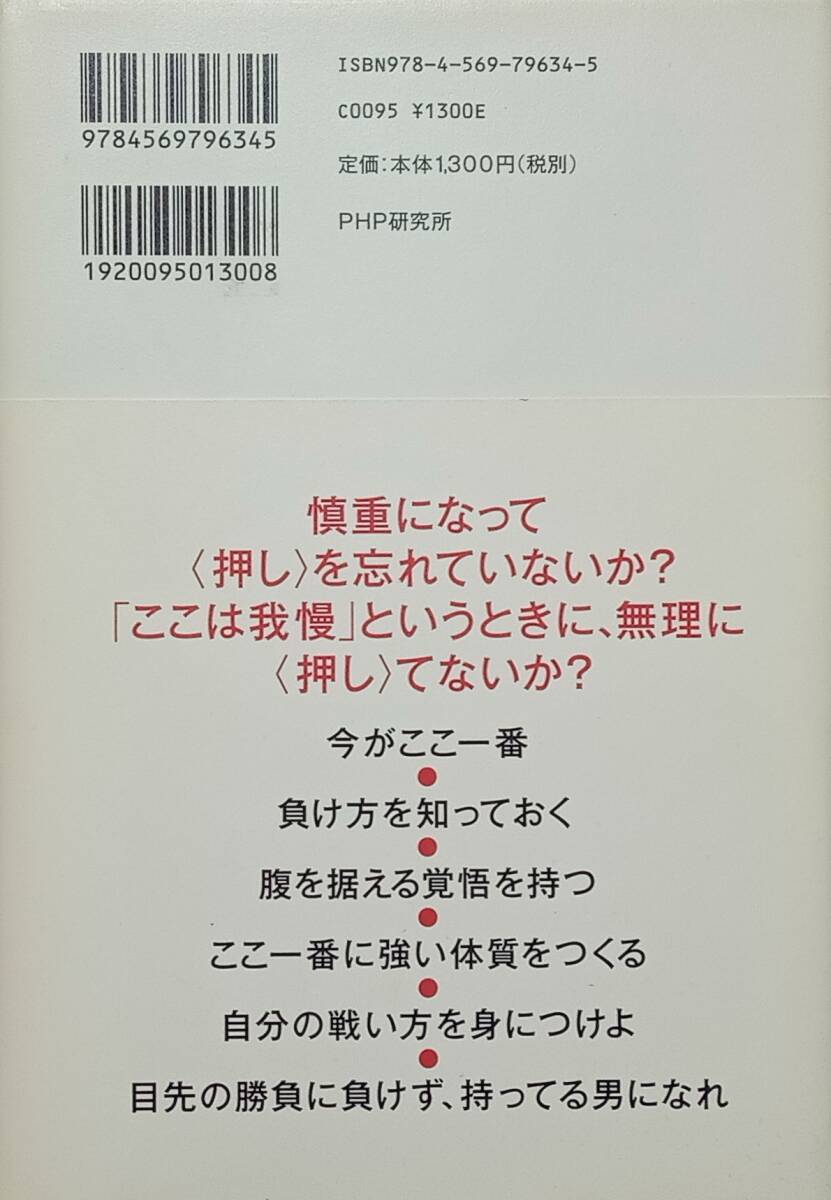 ISBN978-4-569-79634-5
9784569796345
C0095 ¥1300E
定価：本体1,300円（税別）
1920095013008
PHP研究所
慎重になって
〈押し〉を忘れていないか？
「ここは我慢」というときに、無理に
〈押し〉てないか？
今がここ一番
負け方を知っておく
腹を据える覚悟を持つ
ここ一番に強い体質をつくる
自分の戦い方を身につけよ
目先の勝負に負けず、持ってる男になれ